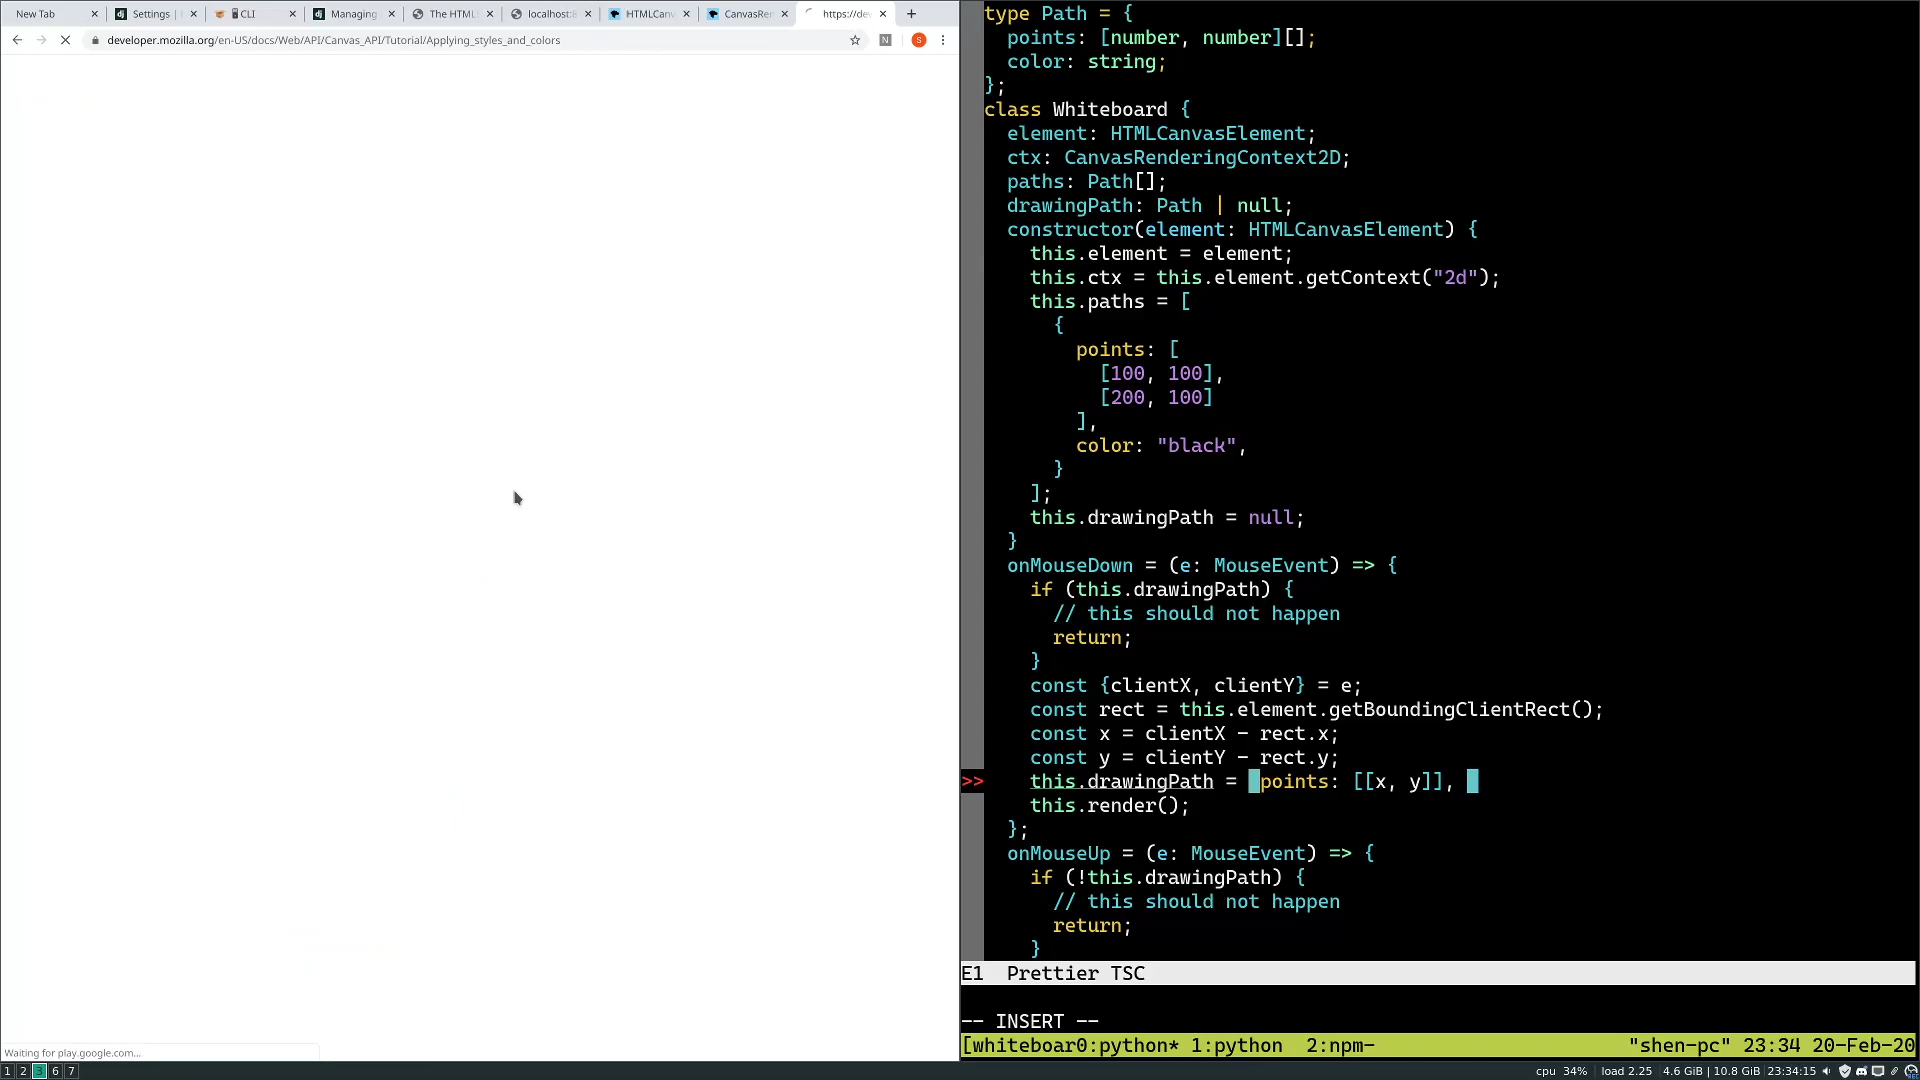 New Tab
Settings |
CLI
Managing
The HTML
localhost:8
HTMLCanv
CanvasRen
https://dev
developer.mozilla.org/en-US/docs/Web/API/Canvas_API/Tutorial/Applying_styles_and_colors
N
S
Waiting for play.google.com...
type Path = {
points: [number, number][];
color: string;
};
class Whiteboard {
element: HTMLCanvasElement;
ctx: CanvasRenderingContext2D;
paths: Path[];
drawingPath: Path | null;
constructor(element: HTMLCanvasElement) {
this.element = element;
this.ctx = this.element.getContext("2d");
this.paths = [
{
points: [
[100, 100],
[200, 100]
],
color: "black",
}
];
this.drawingPath = null;
}
onMouseDown = (e: MouseEvent) => {
if (this.drawingPath) {
// this should not happen
return;
}
const {clientX, clientY} = e;
const rect = this.element.getBoundingClientRect();
const x = clientX - rect.x;
const y = clientY - rect.y;
>> this.drawingPath = points: [[x, y]],
this.render();
};
onMouseUp = (e: MouseEvent) => {
if (!this.drawingPath) {
// this should not happen
return;
}
E1 Prettier TSC
-- INSERT --
[whiteboar0:python* 1:python 2:npm- "shen-pc" 23:34 20-Feb-20
1 2 3 6 7
cpu 34% | load 2.25 | 4.6 GiB | 10.8 GiB | 23:34:15